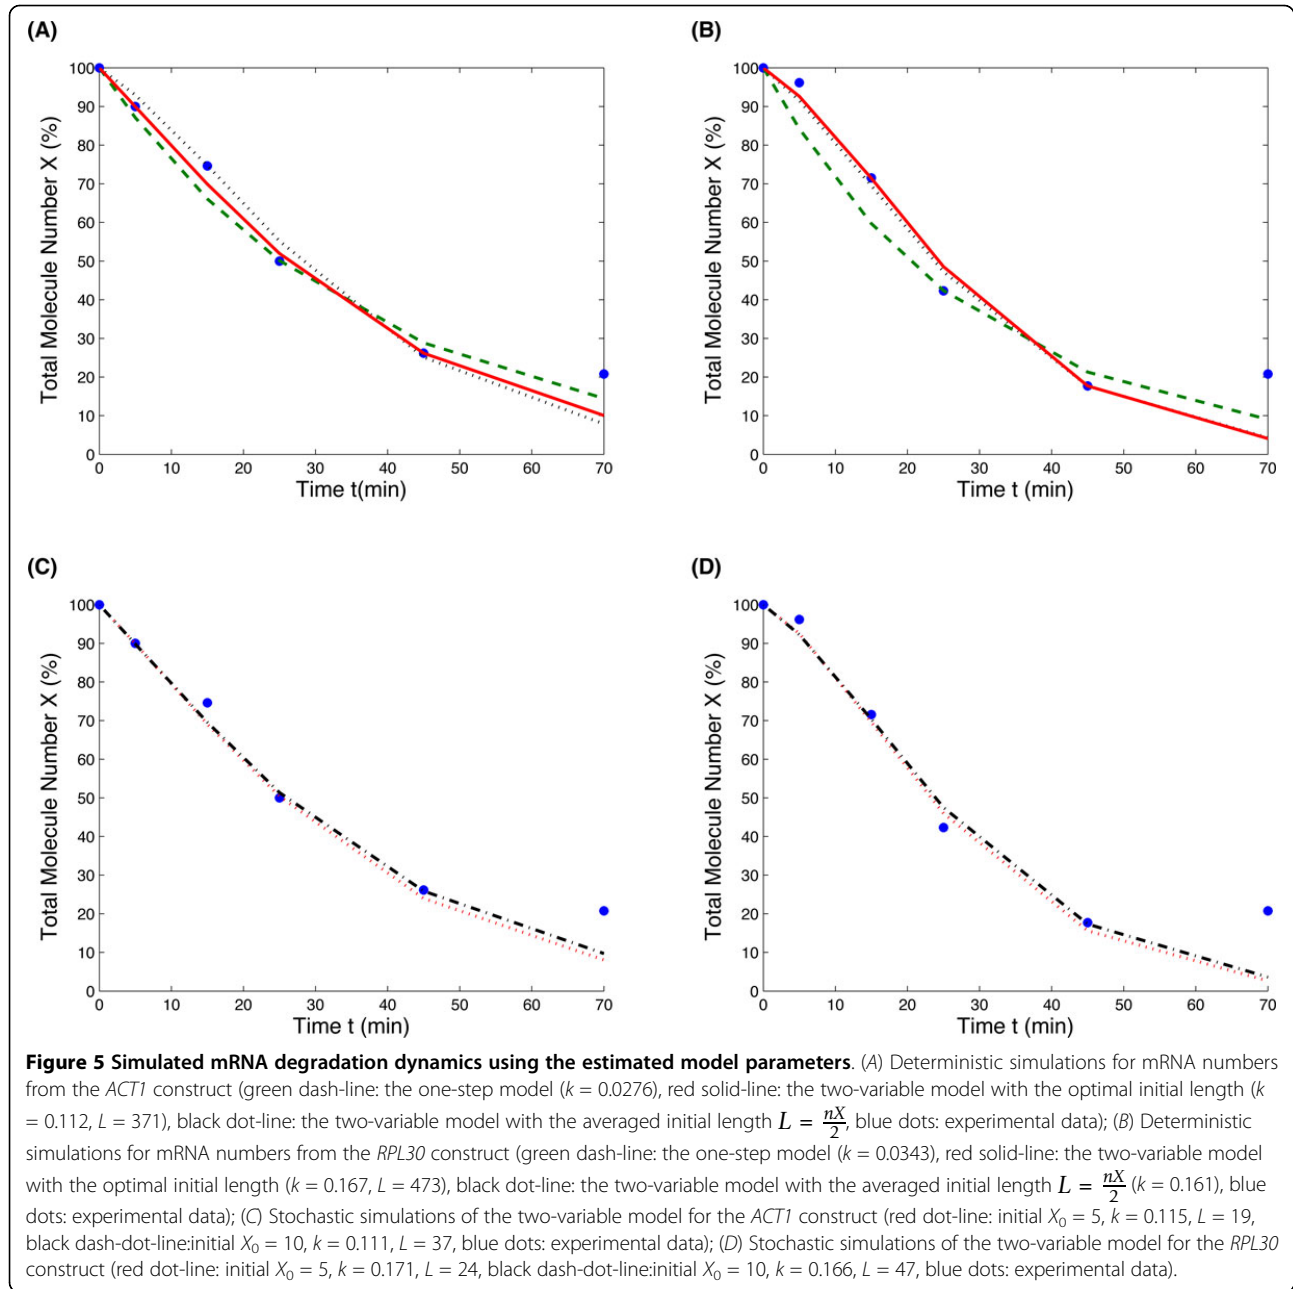 (A)
100
90
80
70
60
50
40
30
20
10
0
Total Molecule Number X (%)
0 10 20 30 40 50 60 70
Time t(min)
(B)
100
90
80
70
60
50
40
30
20
10
0
Total Molecule Number X (%)
0 10 20 30 40 50 60 70
Time t (min)
(C)
100
90
80
70
60
50
40
30
20
10
0
Total Molecule Number X (%)
0 10 20 30 40 50 60 70
Time t (min)
(D)
100
90
80
70
60
50
40
30
20
10
0
Total Molecule Number X (%)
0 10 20 30 40 50 60 70
Time t (min)
Figure 5 Simulated mRNA degradation dynamics using the estimated model parameters. (A) Deterministic simulations for mRNA numbers
from the ACT1 construct (green dash-line: the one-step model (k = 0.0276), red solid-line: the two-variable model with the optimal initial length (k
= 0.112, L = 371), black dot-line: the two-variable model with the averaged initial length L = nX/2, blue dots: experimental data); (B) Deterministic
simulations for mRNA numbers from the RPL30 construct (green dash-line: the one-step model (k = 0.0343), red solid-line: the two-variable model
with the optimal initial length (k = 0.167, L = 473), black dot-line: the two-variable model with the averaged initial length L = nX/2 (k = 0.161), blue
dots: experimental data); (C) Stochastic simulations of the two-variable model for the ACT1 construct (red dot-line: initial X0 = 5, k = 0.115, L = 19,
black dash-dot-line:initial X0 = 10, k = 0.111, L = 37, blue dots: experimental data); (D) Stochastic simulations of the two-variable model for the RPL30
construct (red dot-line: initial X0 = 5, k = 0.171, L = 24, black dash-dot-line:initial X0 = 10, k = 0.166, L = 47, blue dots: experimental data).